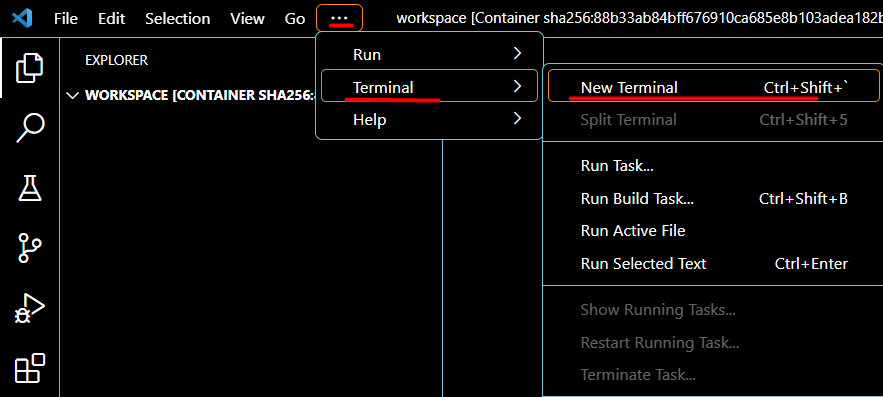 File Edit Selection View Go ... workspace [Container sha256:88b33ab84bff676910ca685e8b103adea182b
EXPLORER
WORKSPACE [CONTAINER SHA256:
Run
Terminal
Help
New Terminal Ctrl+Shift+`
Split Terminal Ctrl+Shift+5
Run Task...
Run Build Task... Ctrl+Shift+B
Run Active File
Run Selected Text Ctrl+Enter
Show Running Tasks...
Restart Running Task...
Terminate Task...